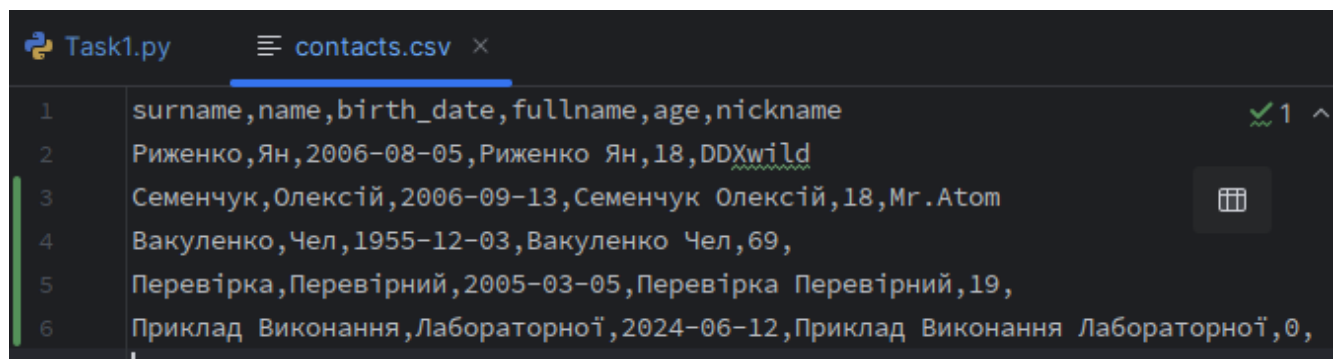 Task1.py contacts.csv ×
1 surname,name,birth_date,fullname,age,nickname 1
2 Риженко,Ян,2006-08-05,Риженко Ян,18,DDXwild
3 Семенчук,Олексій,2006-09-13,Семенчук Олексій,18,Mr.Atom
4 Вакуленко,Чел,1955-12-03,Вакуленко Чел,69,
5 Перевірка,Перевірний,2005-03-05,Перевірка Перевірний,19,
6 Приклад Виконання,Лабораторної,2024-06-12,Приклад Виконання Лабораторної,0,